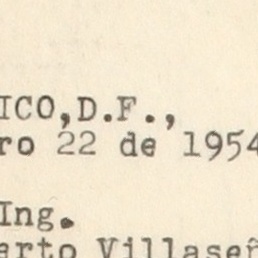 ICO,D.F.,
ro 22 de 1954
Ing.
arto Villaseñ